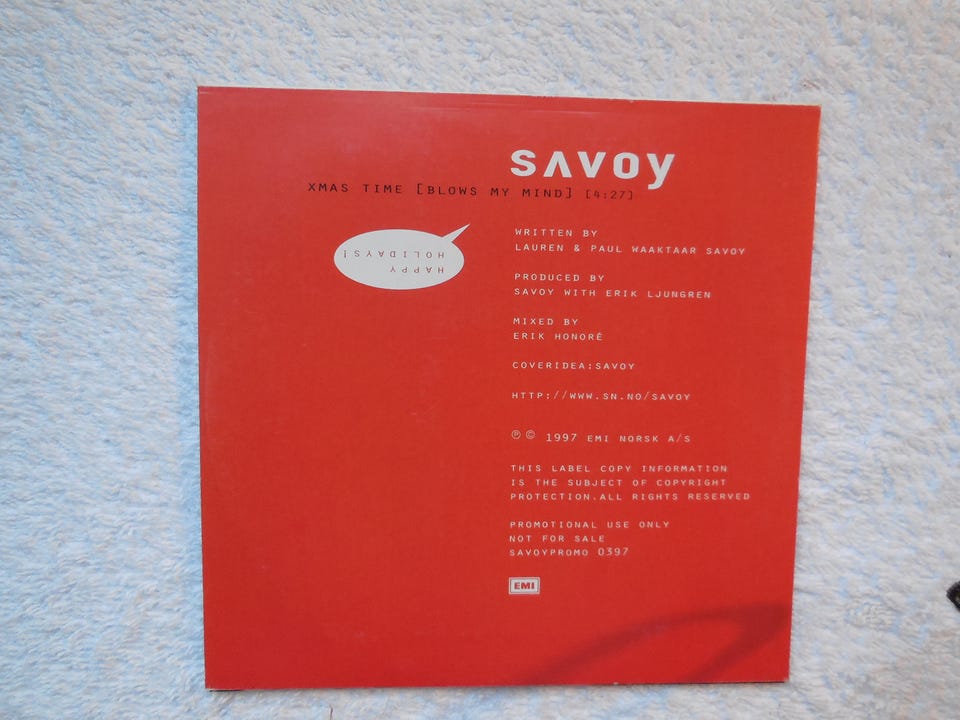 SAVOY
XMAS TIME [BLOWS MY MIND] [4:27]
HAPPY
HOLIDAYS!
WRITTEN BY
LAUREN & PAUL WAAKTAAR SAVOY
PRODUCED BY
SAVOY WITH ERIK LJUNGREN
MIXED BY
ERIK HONORÉ
COVERIDEA:SAVOY
HTTP://WWW.SN.NO/SAVOY
℗ © 1997 EMI NORSK A/S
THIS LABEL COPY INFORMATION
IS THE SUBJECT OF COPYRIGHT
PROTECTION.ALL RIGHTS RESERVED
PROMOTIONAL USE ONLY
NOT FOR SALE
SAVOYPROMO 0397
EMI